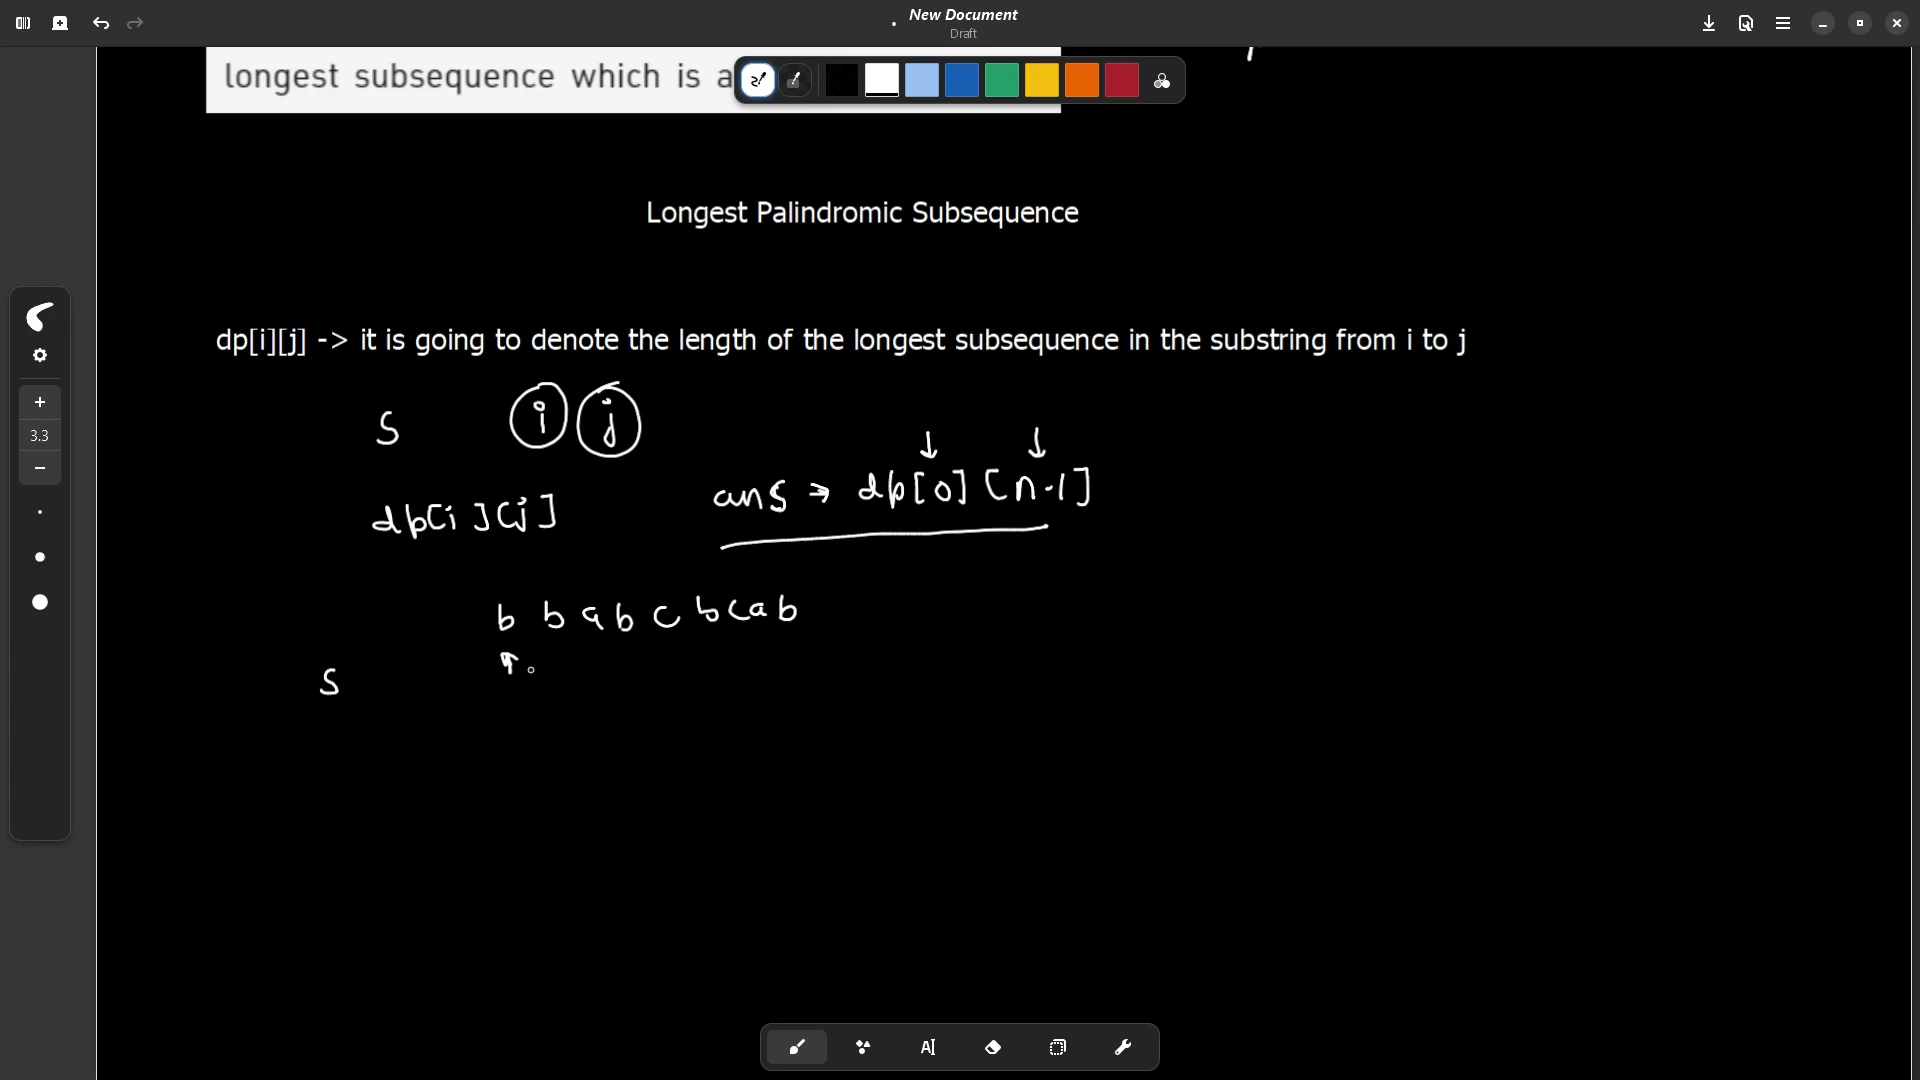 New Document
Draft
longest subsequence which is a
Longest Palindromic Subsequence
dp[i][j] -> it is going to denote the length of the longest subsequence in the substring from i to j
S i j
dp[i][j] ans → dp[0][n-1]
b b a b c b c a b
S
+
3.3
−